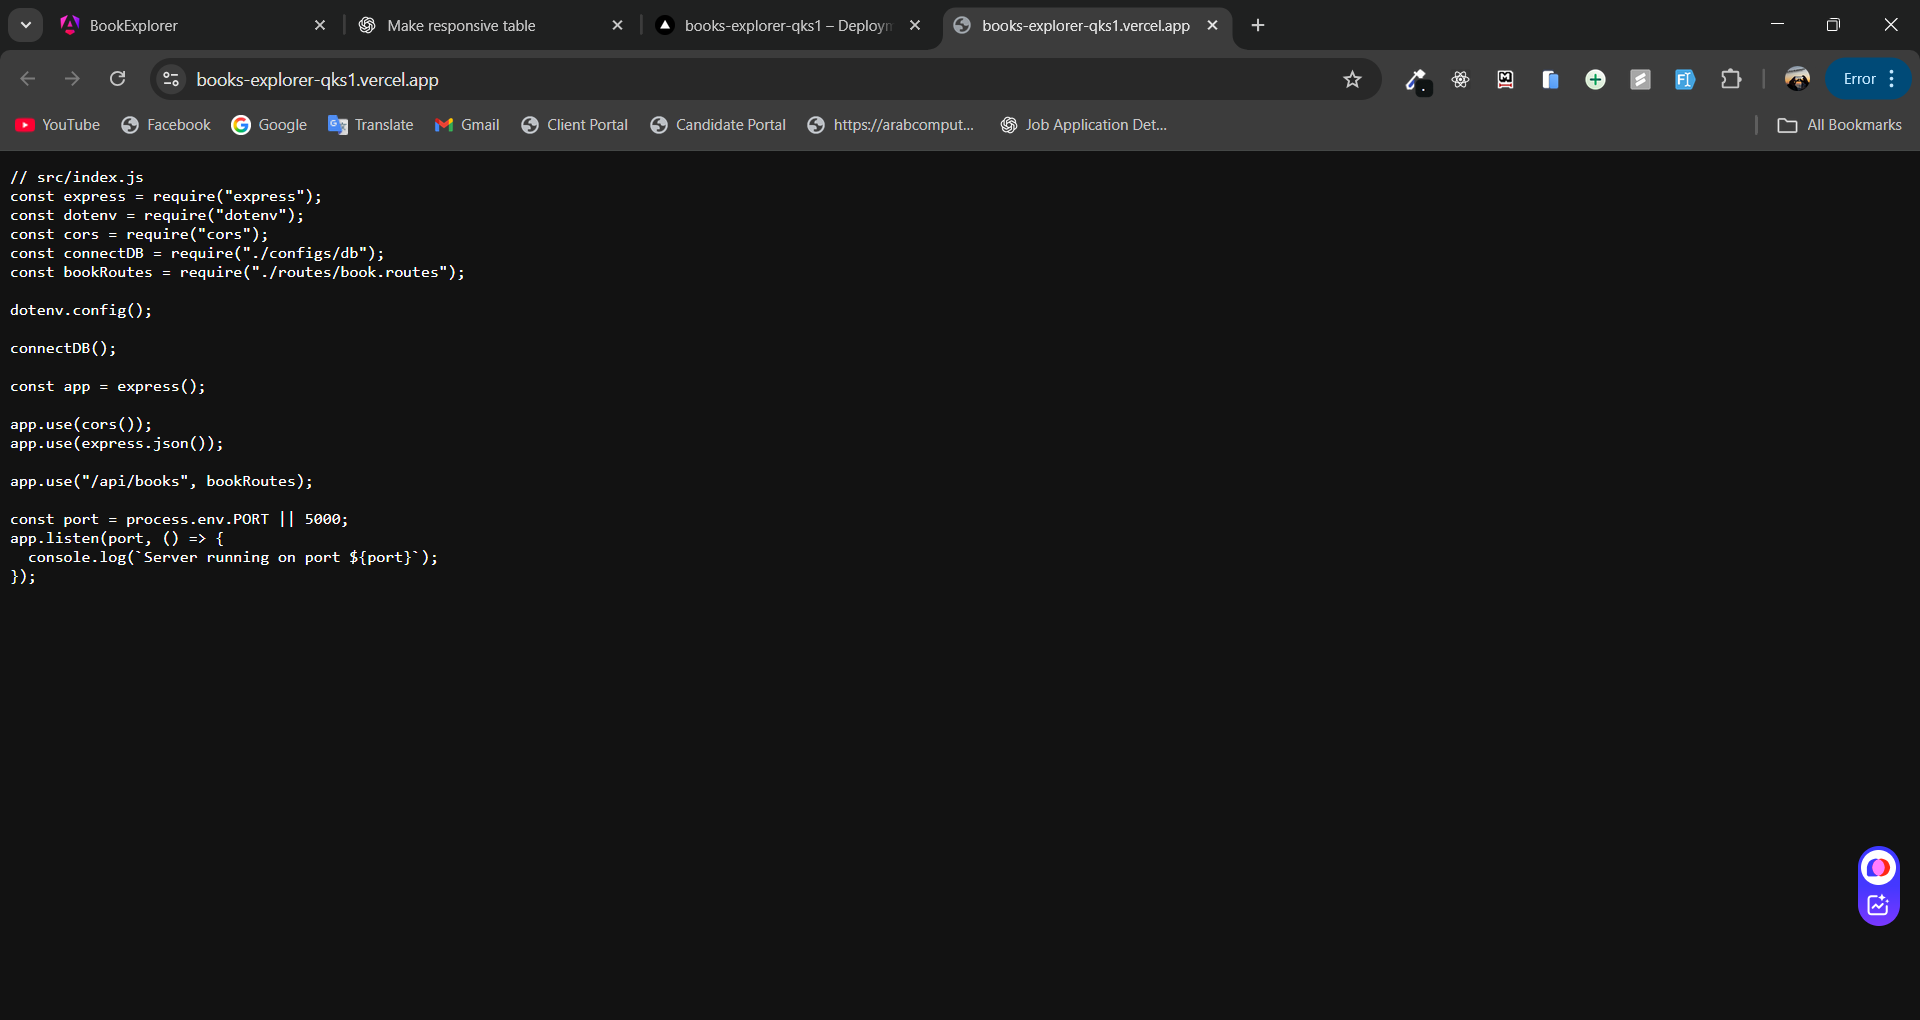 BookExplorer
Make responsive table
books-explorer-qks1 – Deploym
books-explorer-qks1.vercel.app
books-explorer-qks1.vercel.app
Error
YouTube
Facebook
Google
Translate
Gmail
Client Portal
Candidate Portal
https://arabcomput...
Job Application Det...
All Bookmarks
// src/index.js
const express = require("express");
const dotenv = require("dotenv");
const cors = require("cors");
const connectDB = require("./configs/db");
const bookRoutes = require("./routes/book.routes");
dotenv.config();
connectDB();
const app = express();
app.use(cors());
app.use(express.json());
app.use("/api/books", bookRoutes);
const port = process.env.PORT || 5000;
app.listen(port, () => {
  console.log(`Server running on port ${port}`);
});